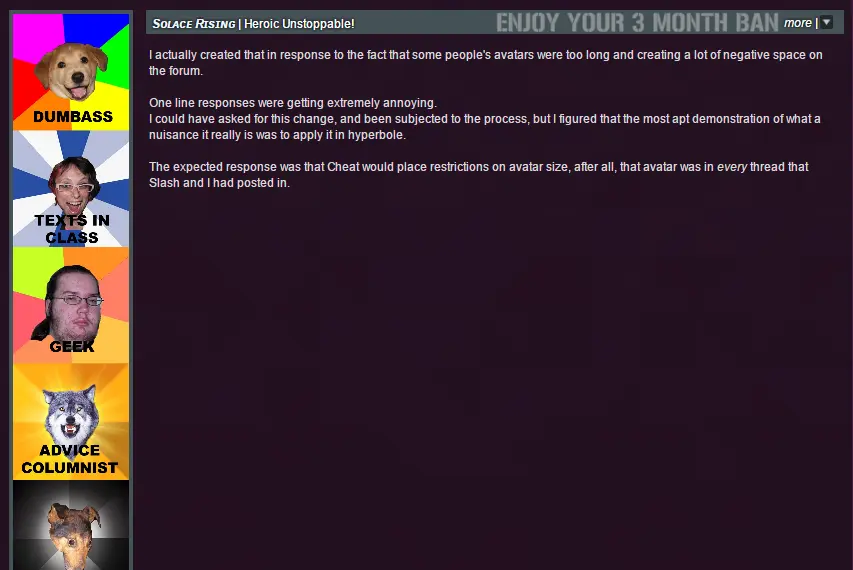 Solace Rising | Heroic Unstoppable!
ENJOY YOUR 3 MONTH BAN
more |
I actually created that in response to the fact that some people's avatars were too long and creating a lot of negative space on
the forum.
One line responses were getting extremely annoying.
I could have asked for this change, and been subjected to the process, but I figured that the most apt demonstration of what a
nuisance it really is was to apply it in hyperbole.
The expected response was that Cheat would place restrictions on avatar size, after all, that avatar was in every thread that
Slash and I had posted in.
DUMBASS
TEXTS IN
CLASS
GEEK
ADVICE
COLUMNIST